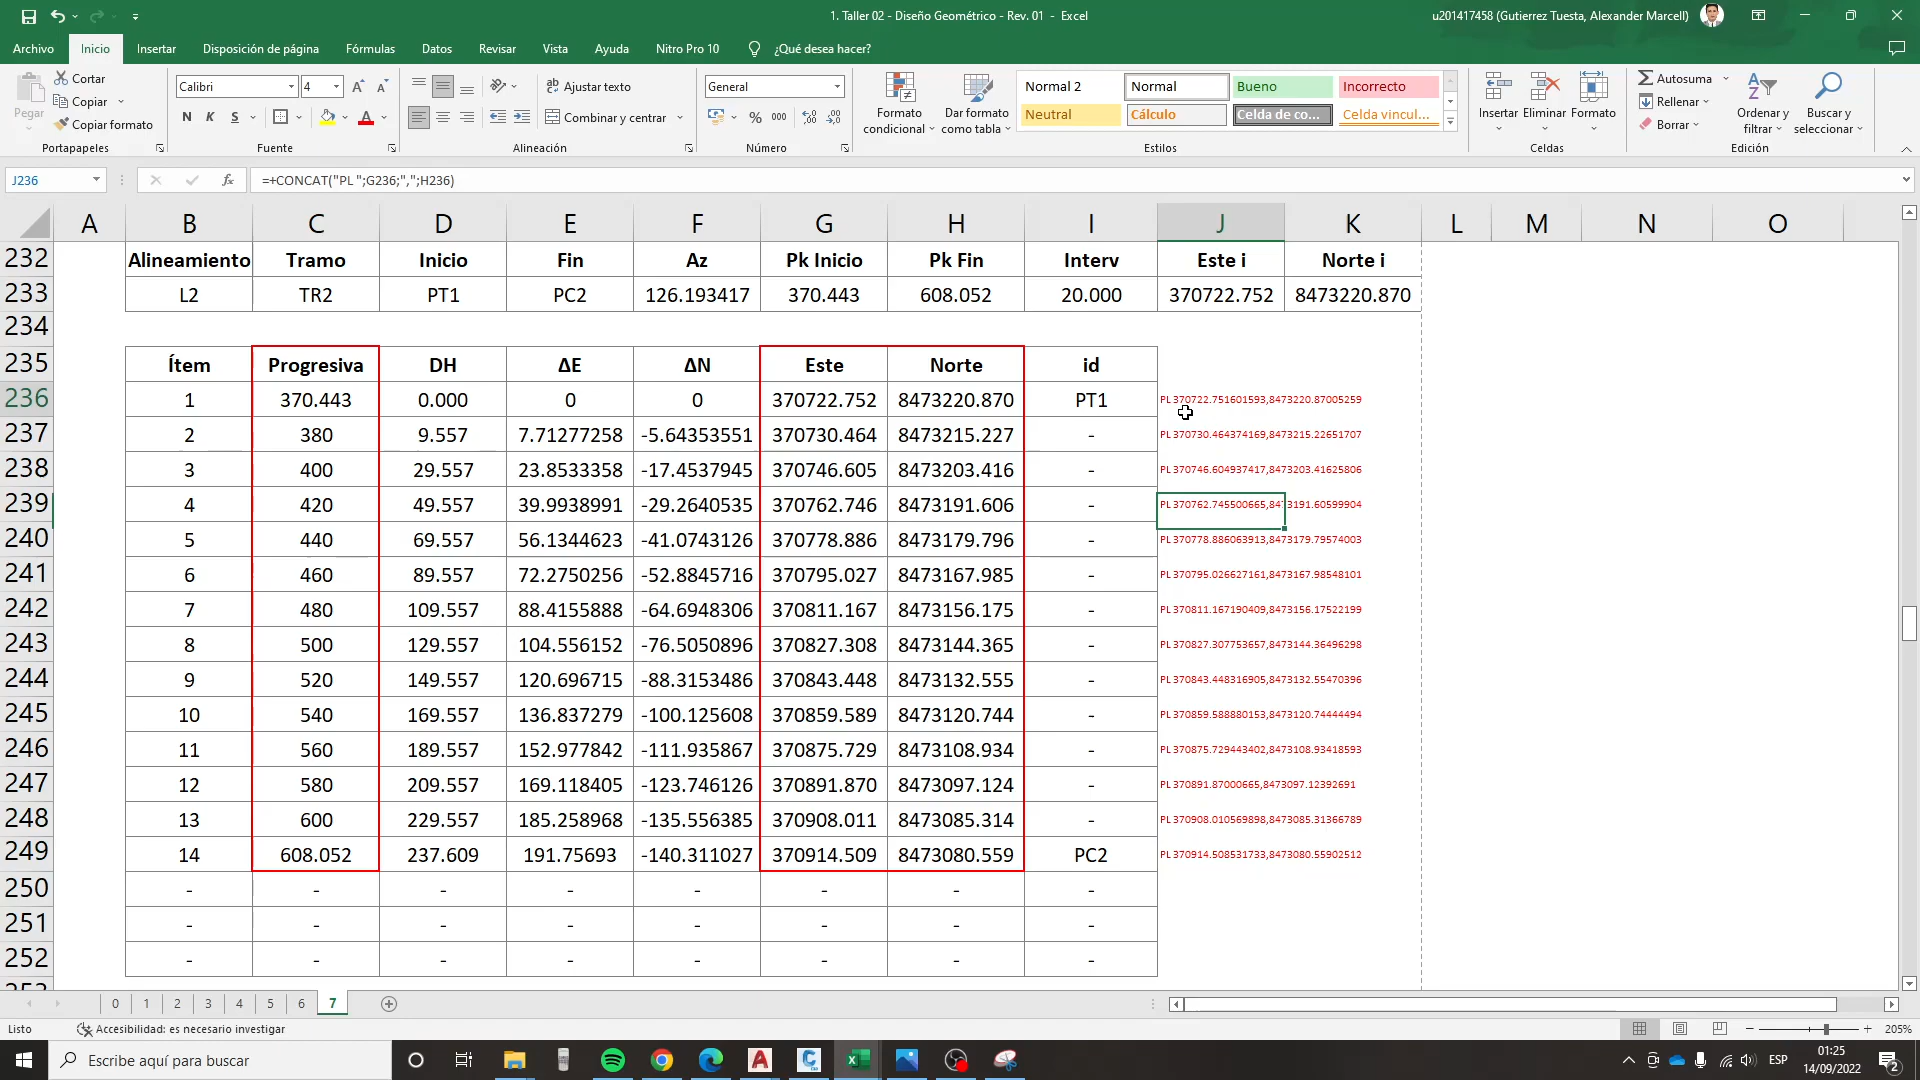 1. Taller 02 - Diseño Geométrico - Rev. 01 - Excel
u201417458 (Gutierrez Tuesta, Alexander Marcell)
Archivo Inicio Insertar Disposición de página Fórmulas Datos Revisar Vista Ayuda Nitro Pro 10 ¿Qué desea hacer?
Pegar
Cortar
Copiar
Copiar formato
Portapapeles
Calibri 4
N K S
Fuente
Ajustar texto
Combinar y centrar
Alineación
General
% 000
Número
Formato condicional
Dar formato como tabla
Normal 2 Normal Bueno Incorrecto
Neutral Cálculo Celda de co... Celda vincul...
Estilos
Insertar Eliminar Formato
Celdas
Autosuma
Rellenar
Borrar
Ordenar y filtrar
Buscar y seleccionar
Edición
J236 fx =+CONCAT("PL ";G236;",";H236)
A B C D E F G H I J K L M N O
232 Alineamiento Tramo Inicio Fin Az Pk Inicio Pk Fin Interv Este i Norte i
233 L2 TR2 PT1 PC2 126.193417 370.443 608.052 20.000 370722.752 8473220.870
234
235 Ítem Progresiva DH ΔE ΔN Este Norte id
236 1 370.443 0.000 0 0 370722.752 8473220.870 PT1 PL 370722.751601593,8473220.87005259
237 2 380 9.557 7.71277258 -5.64353551 370730.464 8473215.227 - PL 370730.464374169,8473215.22651707
238 3 400 29.557 23.8533358 -17.4537945 370746.605 8473203.416 - PL 370746.604937417,8473203.41625806
239 4 420 49.557 39.9938991 -29.2640535 370762.746 8473191.606 - PL 370762.745500665,8473191.60599904
240 5 440 69.557 56.1344623 -41.0743126 370778.886 8473179.796 - PL 370778.886063913,8473179.79574003
241 6 460 89.557 72.2750256 -52.8845716 370795.027 8473167.985 - PL 370795.026627161,8473167.98548101
242 7 480 109.557 88.4155888 -64.6948306 370811.167 8473156.175 - PL 370811.167190409,8473156.17522199
243 8 500 129.557 104.556152 -76.5050896 370827.308 8473144.365 - PL 370827.307753657,8473144.36496298
244 9 520 149.557 120.696715 -88.3153486 370843.448 8473132.555 - PL 370843.448316905,8473132.55470396
245 10 540 169.557 136.837279 -100.125608 370859.589 8473120.744 - PL 370859.588880153,8473120.74444494
246 11 560 189.557 152.977842 -111.935867 370875.729 8473108.934 - PL 370875.729443402,8473108.93418593
247 12 580 209.557 169.118405 -123.746126 370891.870 8473097.124 - PL 370891.87000665,8473097.12392691
248 13 600 229.557 185.258968 -135.556385 370908.011 8473085.314 - PL 370908.010569898,8473085.31366789
249 14 608.052 237.609 191.75693 -140.311027 370914.509 8473080.559 PC2 PL 370914.508531733,8473080.55902512
250 - - - - - - - -
251 - - - - - - - -
252 - - - - - - - -
0 1 2 3 4 5 6 7
Listo Accesibilidad: es necesario investigar 205%
Escribe aquí para buscar
ESP
01:25
14/09/2022
2